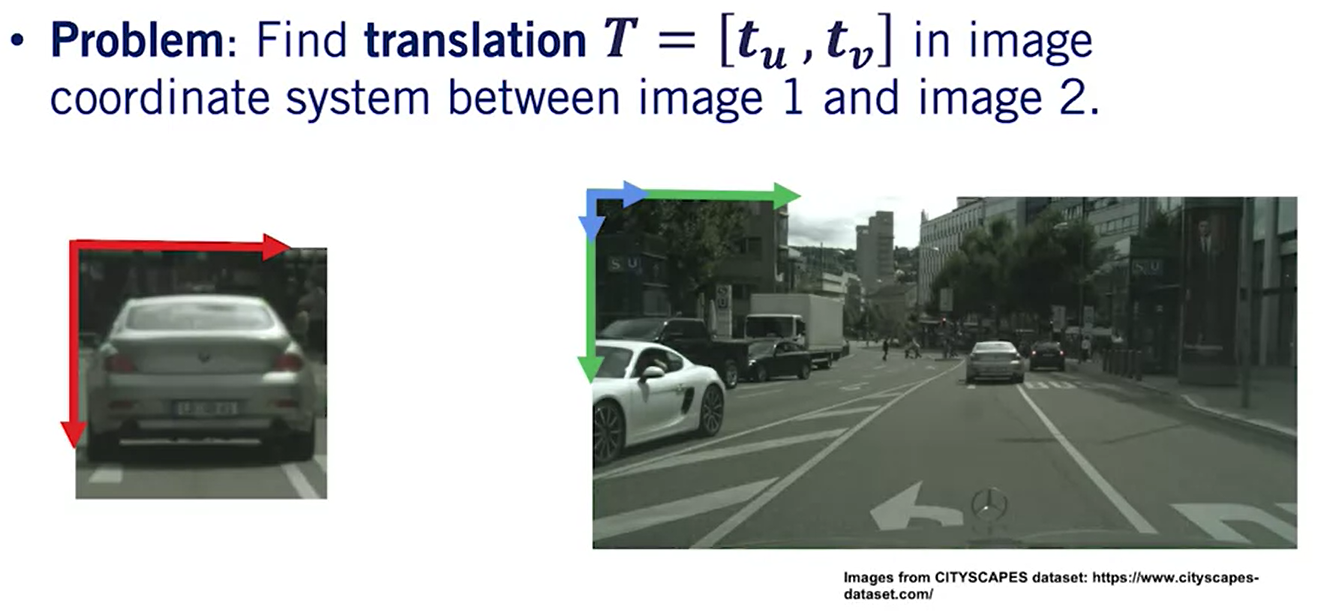 • Problem: Find translation T = [t_u , t_v] in image
coordinate system between image 1 and image 2.
S U
S
U
S U
Images from CITYSCAPES dataset: https://www.cityscapes-
dataset.com/